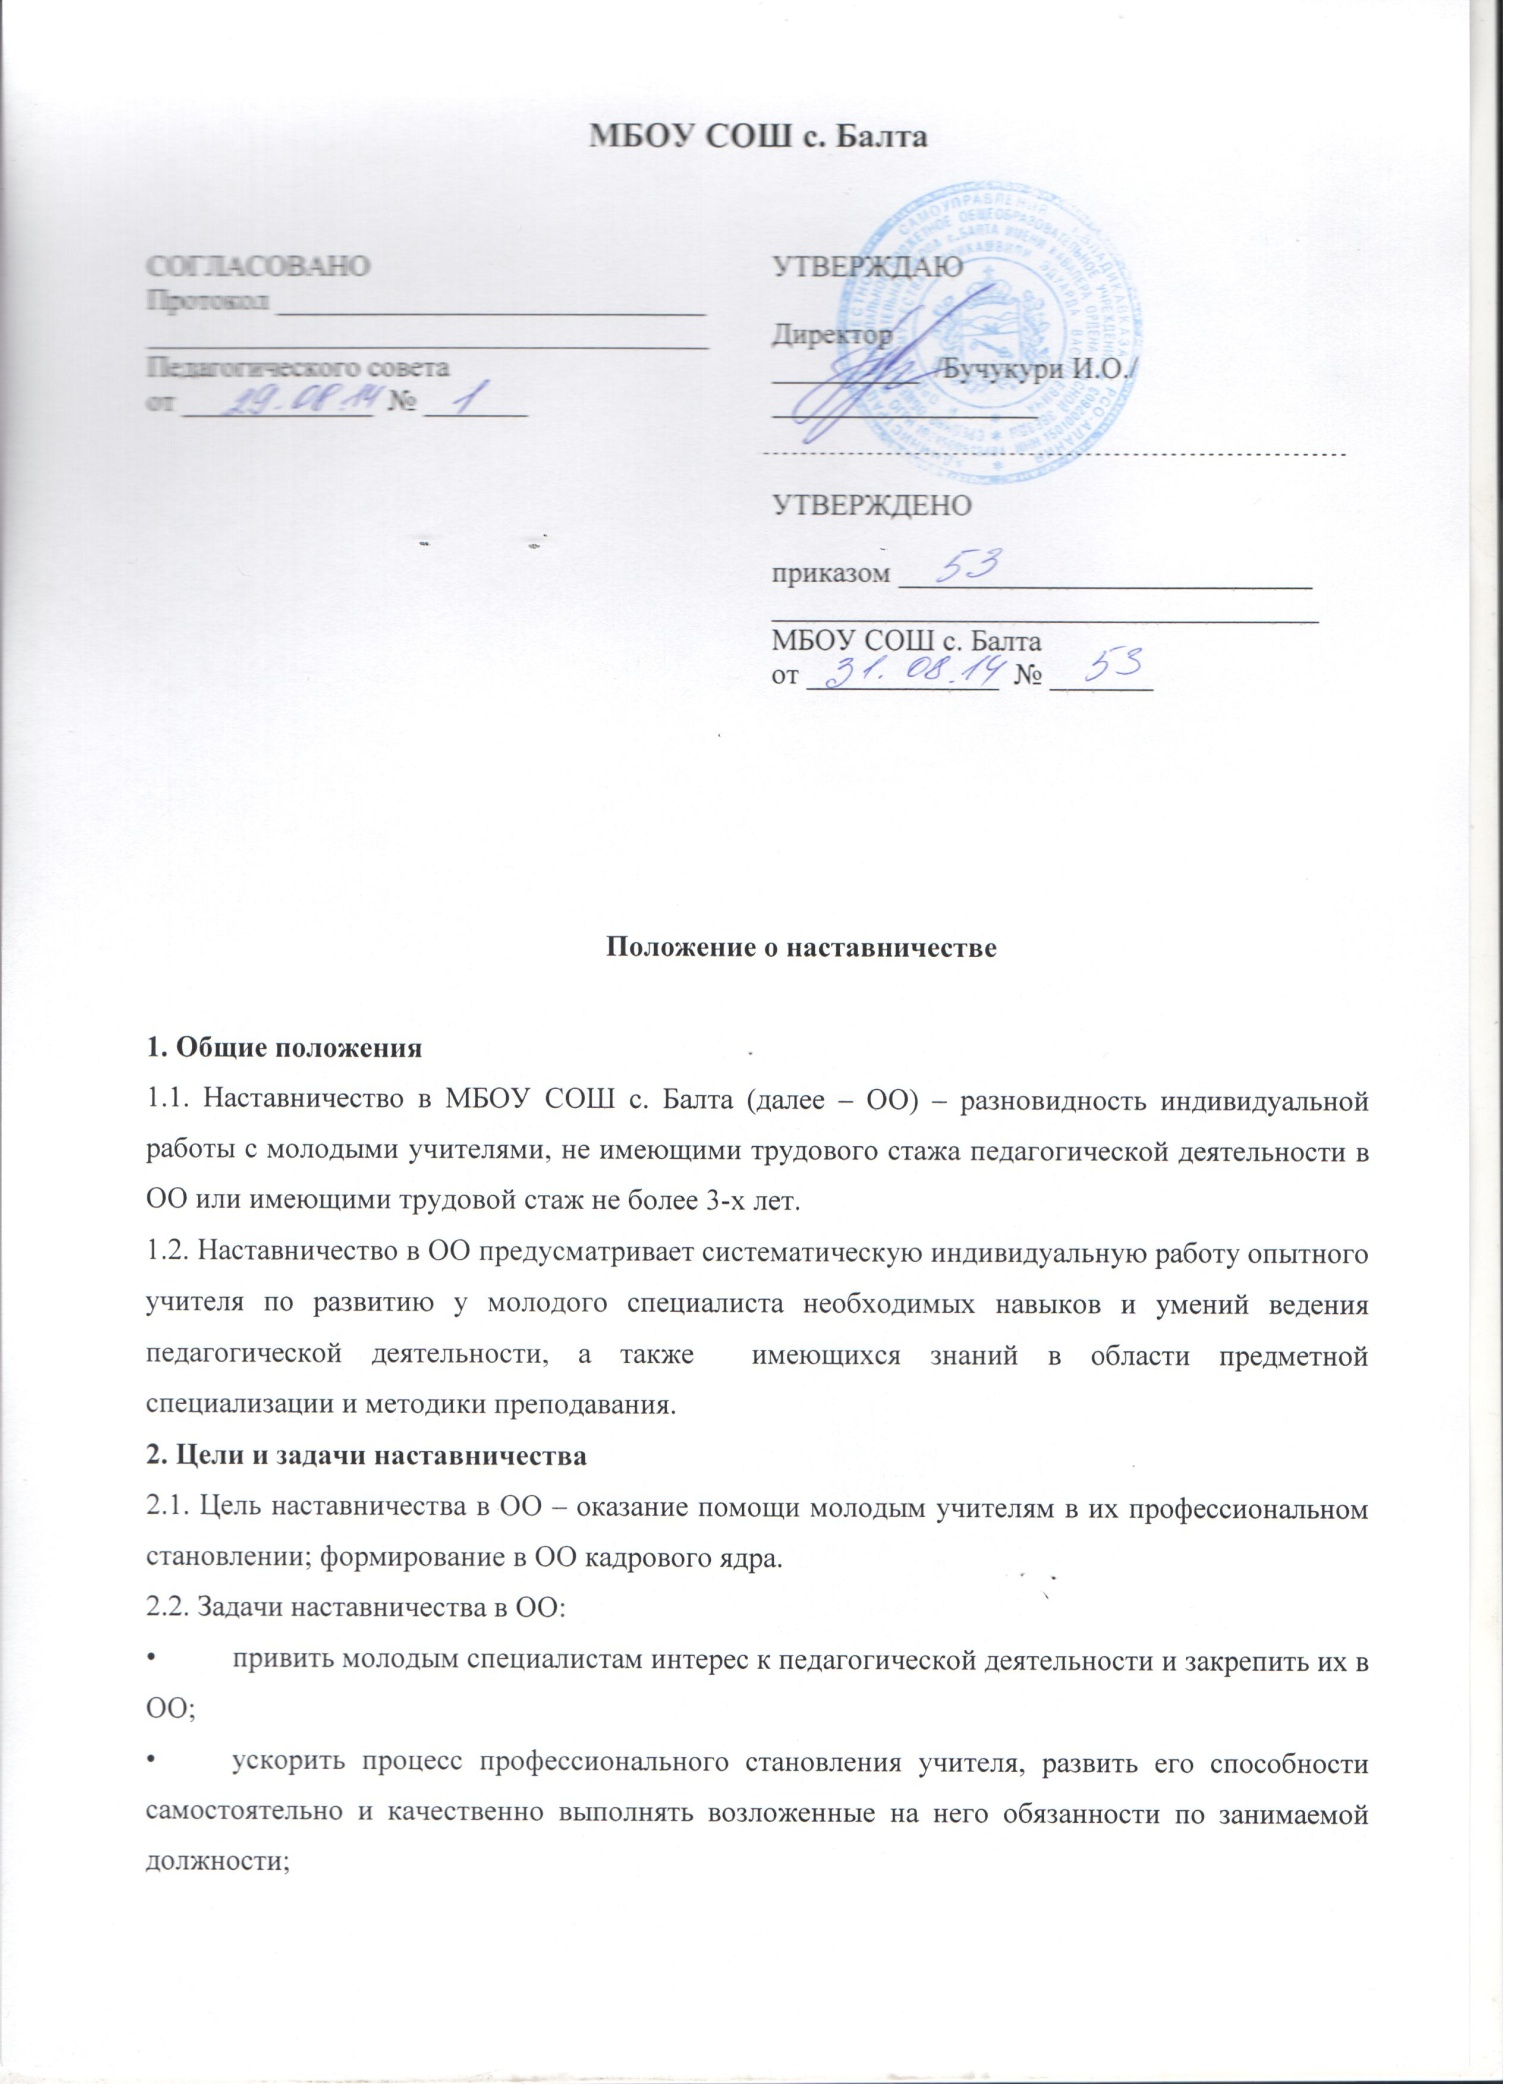 МБОУ СОШ с. Балта
СОГЛАСОВАНО
Протокол
Педагогического совета
от 29.08.14 № 1
УТВЕРЖДАЮ
Директор
/Бучукури И.О./
УТВЕРЖДЕНО
приказом 53
МБОУ СОШ с. Балта
от 31.08.14 № 53
Положение о наставничестве
1. Общие положения
1.1. Наставничество в МБОУ СОШ с. Балта (далее – ОО) – разновидность индивидуальной
работы с молодыми учителями, не имеющими трудового стажа педагогической деятельности в
ОО или имеющими трудовой стаж не более 3-х лет.
1.2. Наставничество в ОО предусматривает систематическую индивидуальную работу опытного
учителя по развитию у молодого специалиста необходимых навыков и умений ведения
педагогической деятельности, а также имеющихся знаний в области предметной
специализации и методики преподавания.
2. Цели и задачи наставничества
2.1. Цель наставничества в ОО – оказание помощи молодым учителям в их профессиональном
становлении; формирование в ОО кадрового ядра.
2.2. Задачи наставничества в ОО:
• привить молодым специалистам интерес к педагогической деятельности и закрепить их в
ОО;
• ускорить процесс профессионального становления учителя, развить его способности
самостоятельно и качественно выполнять возложенные на него обязанности по занимаемой
должности;